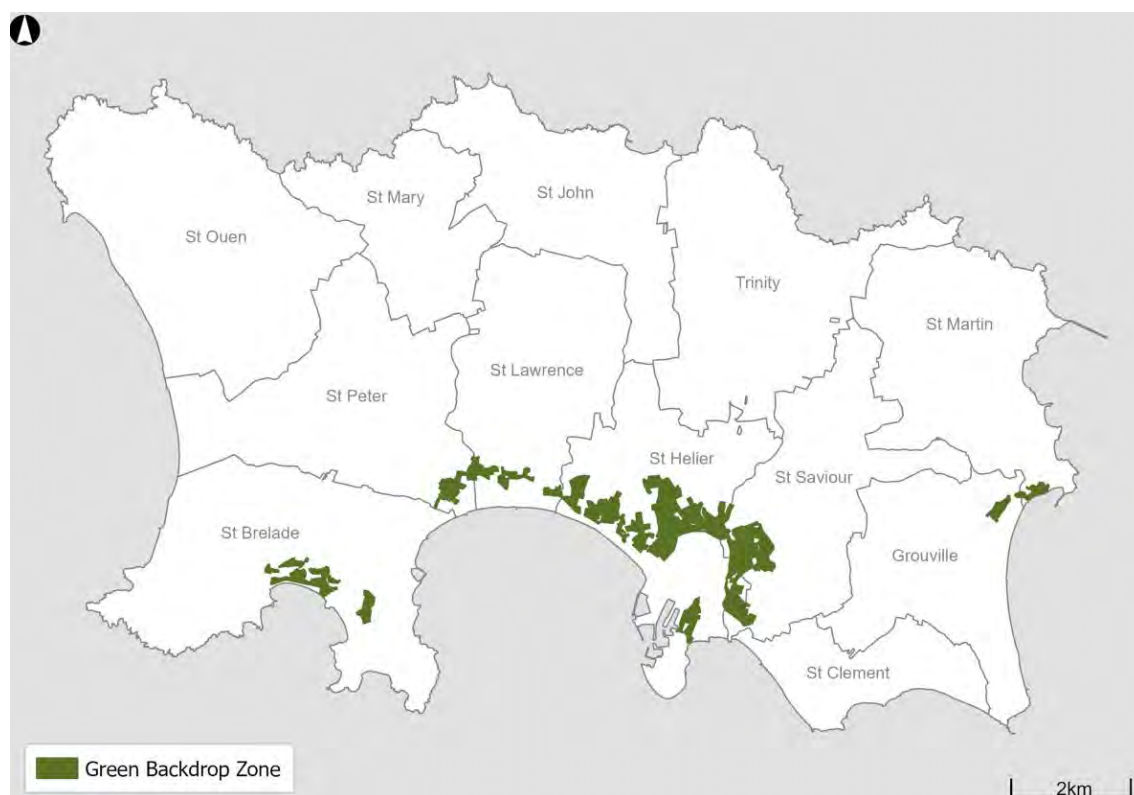 St Mary
St John
St Ouen
Trinity
St Martin
St Lawrence
St Peter
St Helier
St Saviour
St Brelade
Grouville
St Clement
Green Backdrop Zone
2km